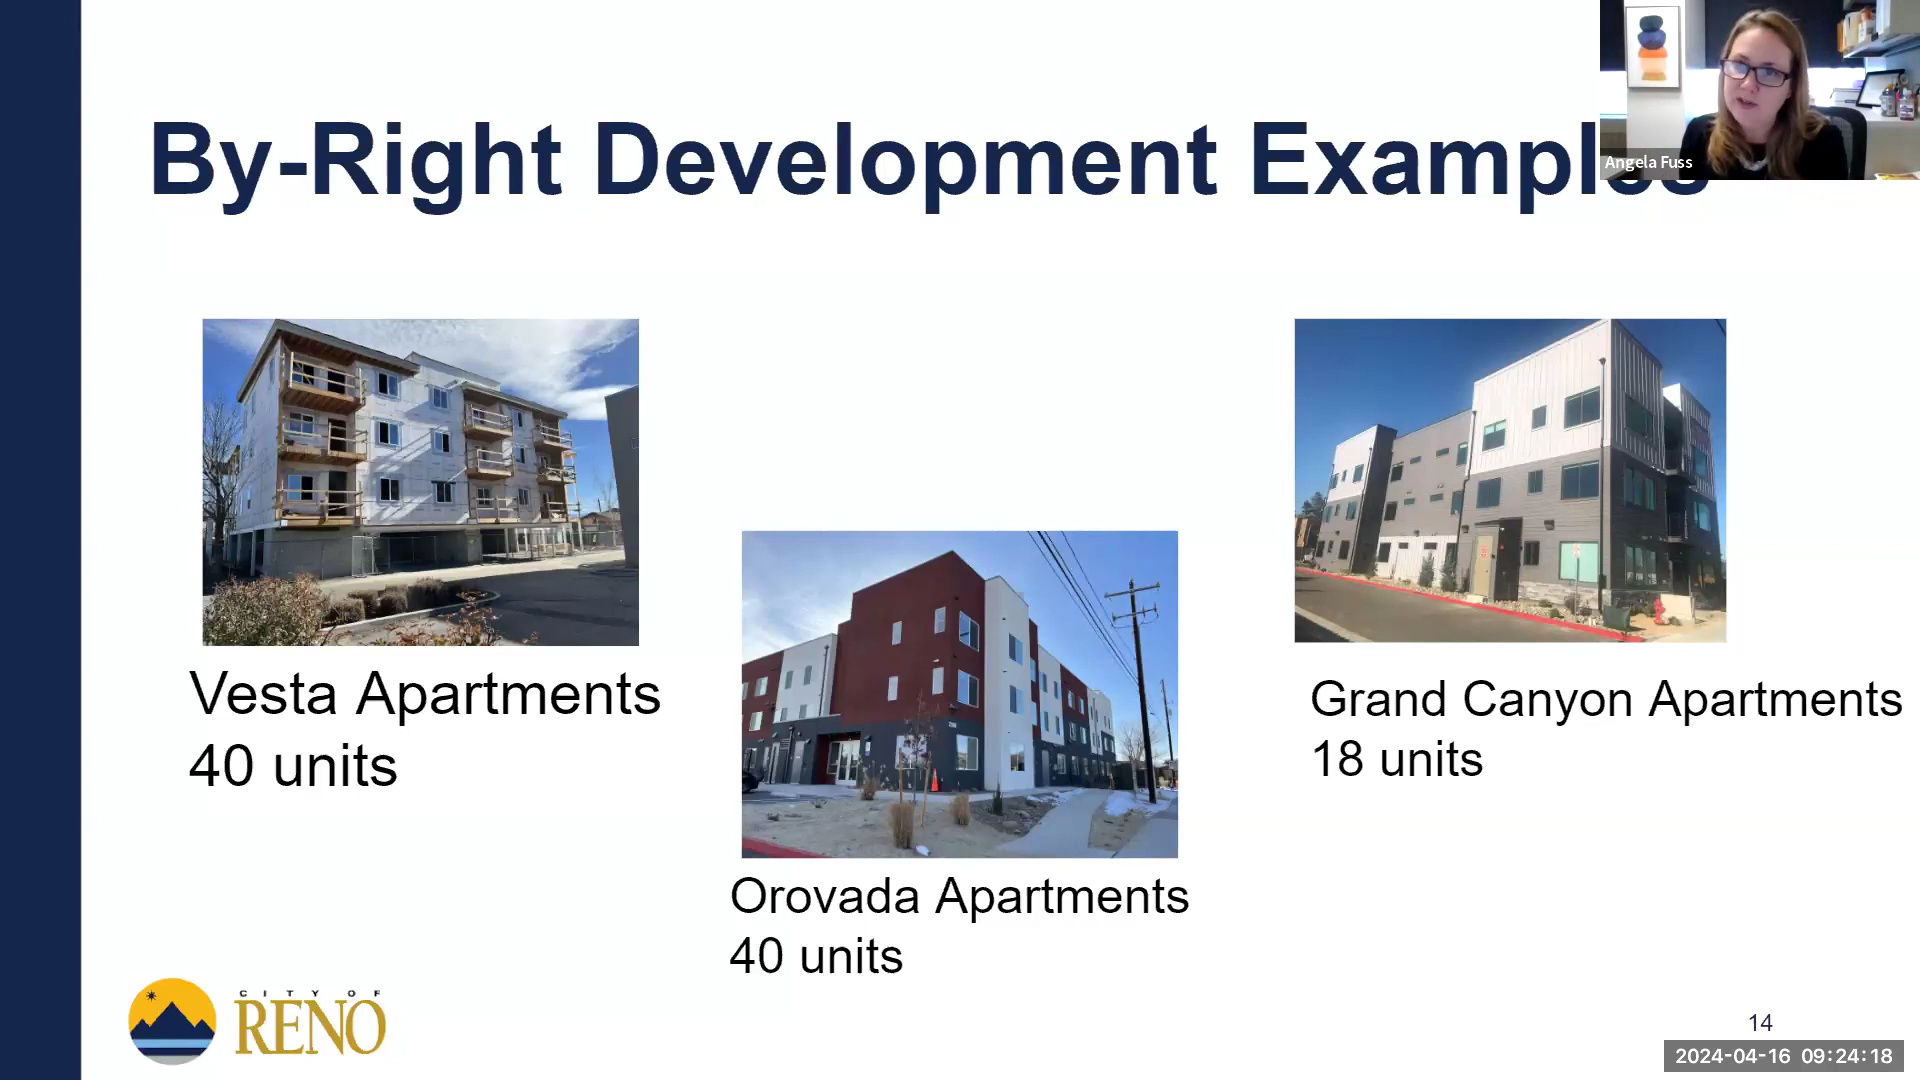 By-Right Development Examples
Angela Fuss
Vesta Apartments
40 units
Orovada Apartments
40 units
Grand Canyon Apartments
18 units
CITY OF
RENO
14
2024-04-16 09:24:18